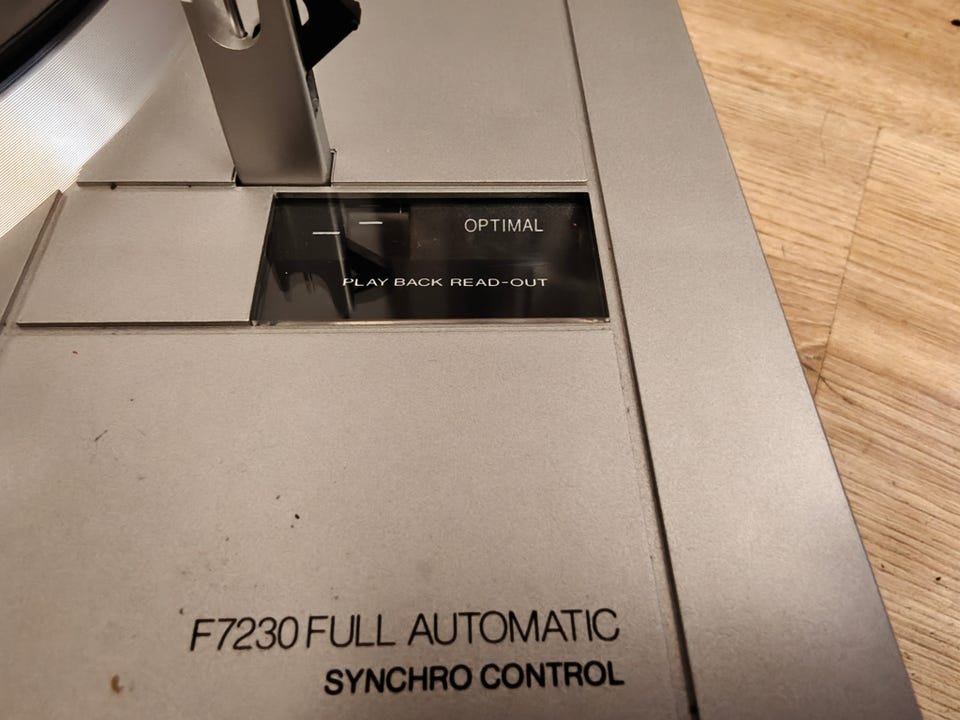 OPTIMAL
PLAY BACK READ-OUT
F7230 FULL AUTOMATIC
SYNCHRO CONTROL